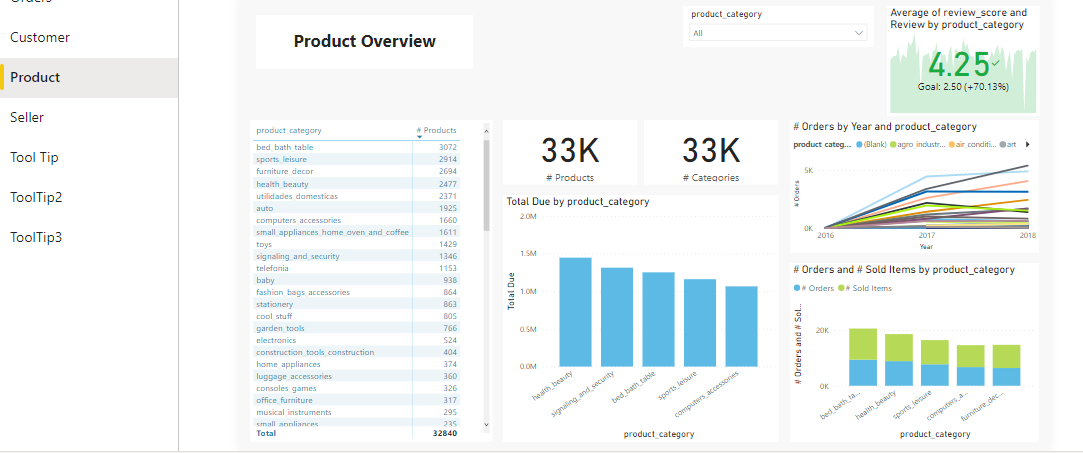 Customer
Product
Seller
Tool Tip
ToolTip2
ToolTip3
Product Overview
product_category
All
Average of review_score and
Review by product_category
4.25
Goal: 2.50 (+70.13%)
product_category # Products
bed_bath_table 3072
sports_leisure 2914
furniture_decor 2694
health_beauty 2477
utilidades_domesticas 2371
auto 1925
computers_accessories 1660
small_appliances_home_oven_and_coffee 1611
toys 1429
signaling_and_security 1346
telefonia 1153
baby 938
fashion_bags_accessories 864
stationery 863
cool_stuff 805
garden_tools 766
electronics 524
construction_tools_construction 404
home_appliances 374
luggage_accessories 360
consoles_games 326
office_furniture 317
musical_instruments 295
small_appliances 235
Total 32840
33K
# Products
33K
# Categories
Total Due by product_category
2.0M
1.5M
1.0M
0.5M
0.0M
Total Due
health_beauty
signaling_and_security
bed_bath_table
sports_leisure
computers_accessories
product_category
# Orders by Year and product_category
product_categ... (Blank) agro_industr... air_conditi... art
5K
0K
# Orders
2016 2017 2018
Year
# Orders and # Sold Items by product_category
# Orders # Sold Items
20K
0K
# Orders and # Sol...
bed_bath_ta...
health_beauty
sports_leisure
computers_a...
furniture_dec...
product_category